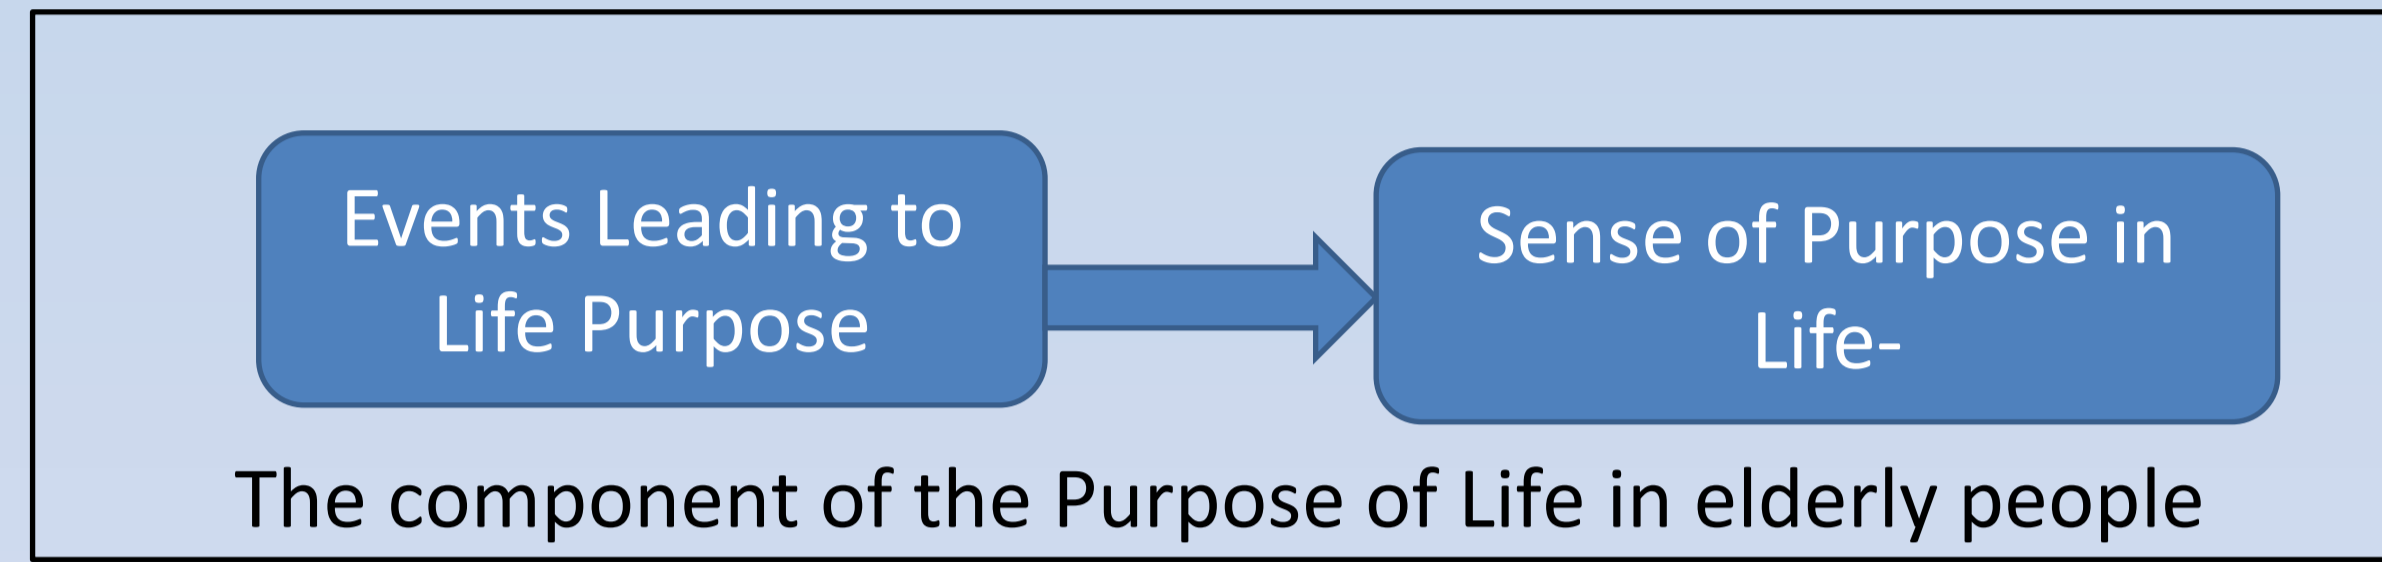 Events Leading to
Life Purpose
Sense of Purpose in
Life-
The component of the Purpose of Life in elderly people